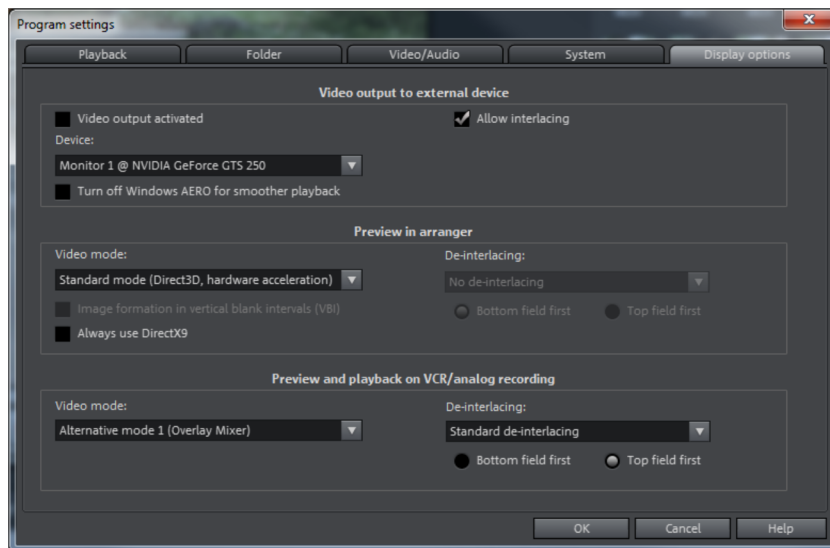 Program settings
Playback
Folder
Video/Audio
System
Display options
Video output to external device
Video output activated
Allow interlacing
Device:
Monitor 1 @ NVIDIA GeForce GTS 250
Turn off Windows AERO for smoother playback
Preview in arranger
Video mode:
De-interlacing:
Standard mode (Direct3D, hardware acceleration)
No de-interlacing
Image formation in vertical blank intervals (VBI)
Bottom field first
Top field first
Always use DirectX9
Preview and playback on VCR/analog recording
Video mode:
De-interlacing:
Alternative mode 1 (Overlay Mixer)
Standard de-interlacing
Bottom field first
Top field first
OK
Cancel
Help